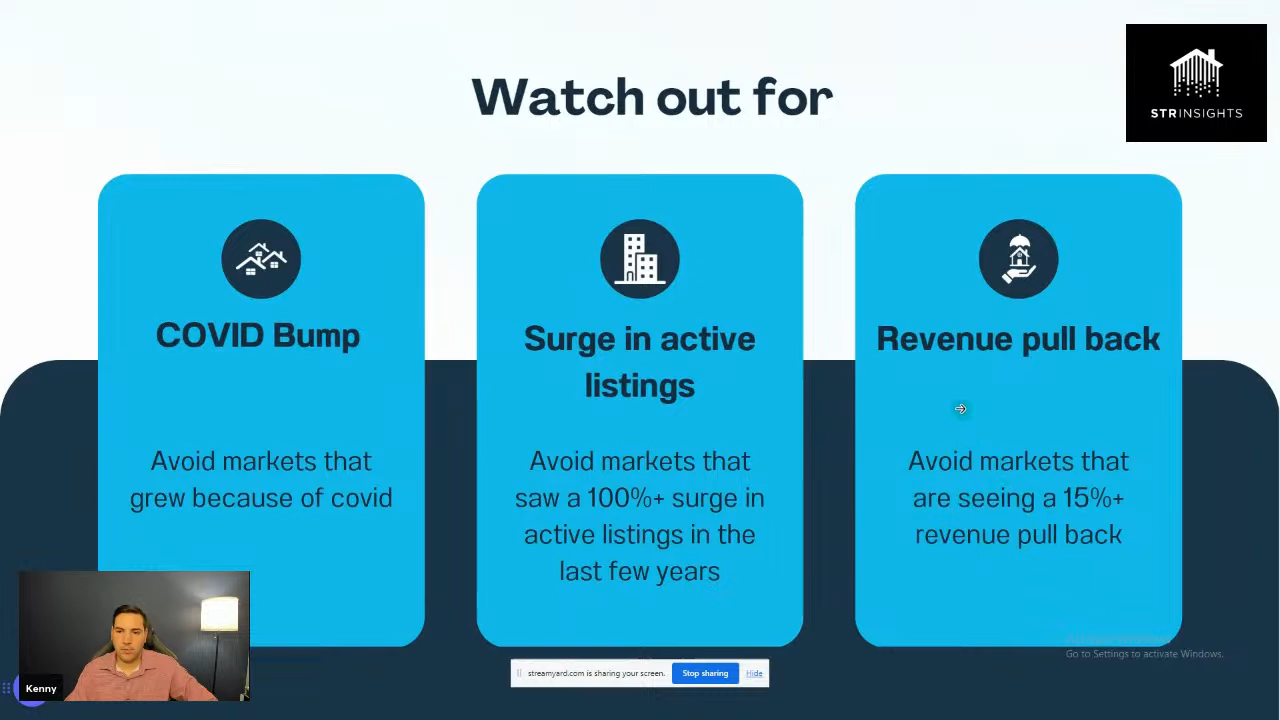 Watch out for
STRINSIGHTS
COVID Bump
Avoid markets that
grew because of covid
Surge in active
listings
Avoid markets that
saw a 100%+ surge in
active listings in the
last few years
Revenue pull back
Avoid markets that
are seeing a 15%+
revenue pull back
Go to Settings to activate Windows.
streamyard.com is sharing your screen.
Stop sharing
Hide
Kenny